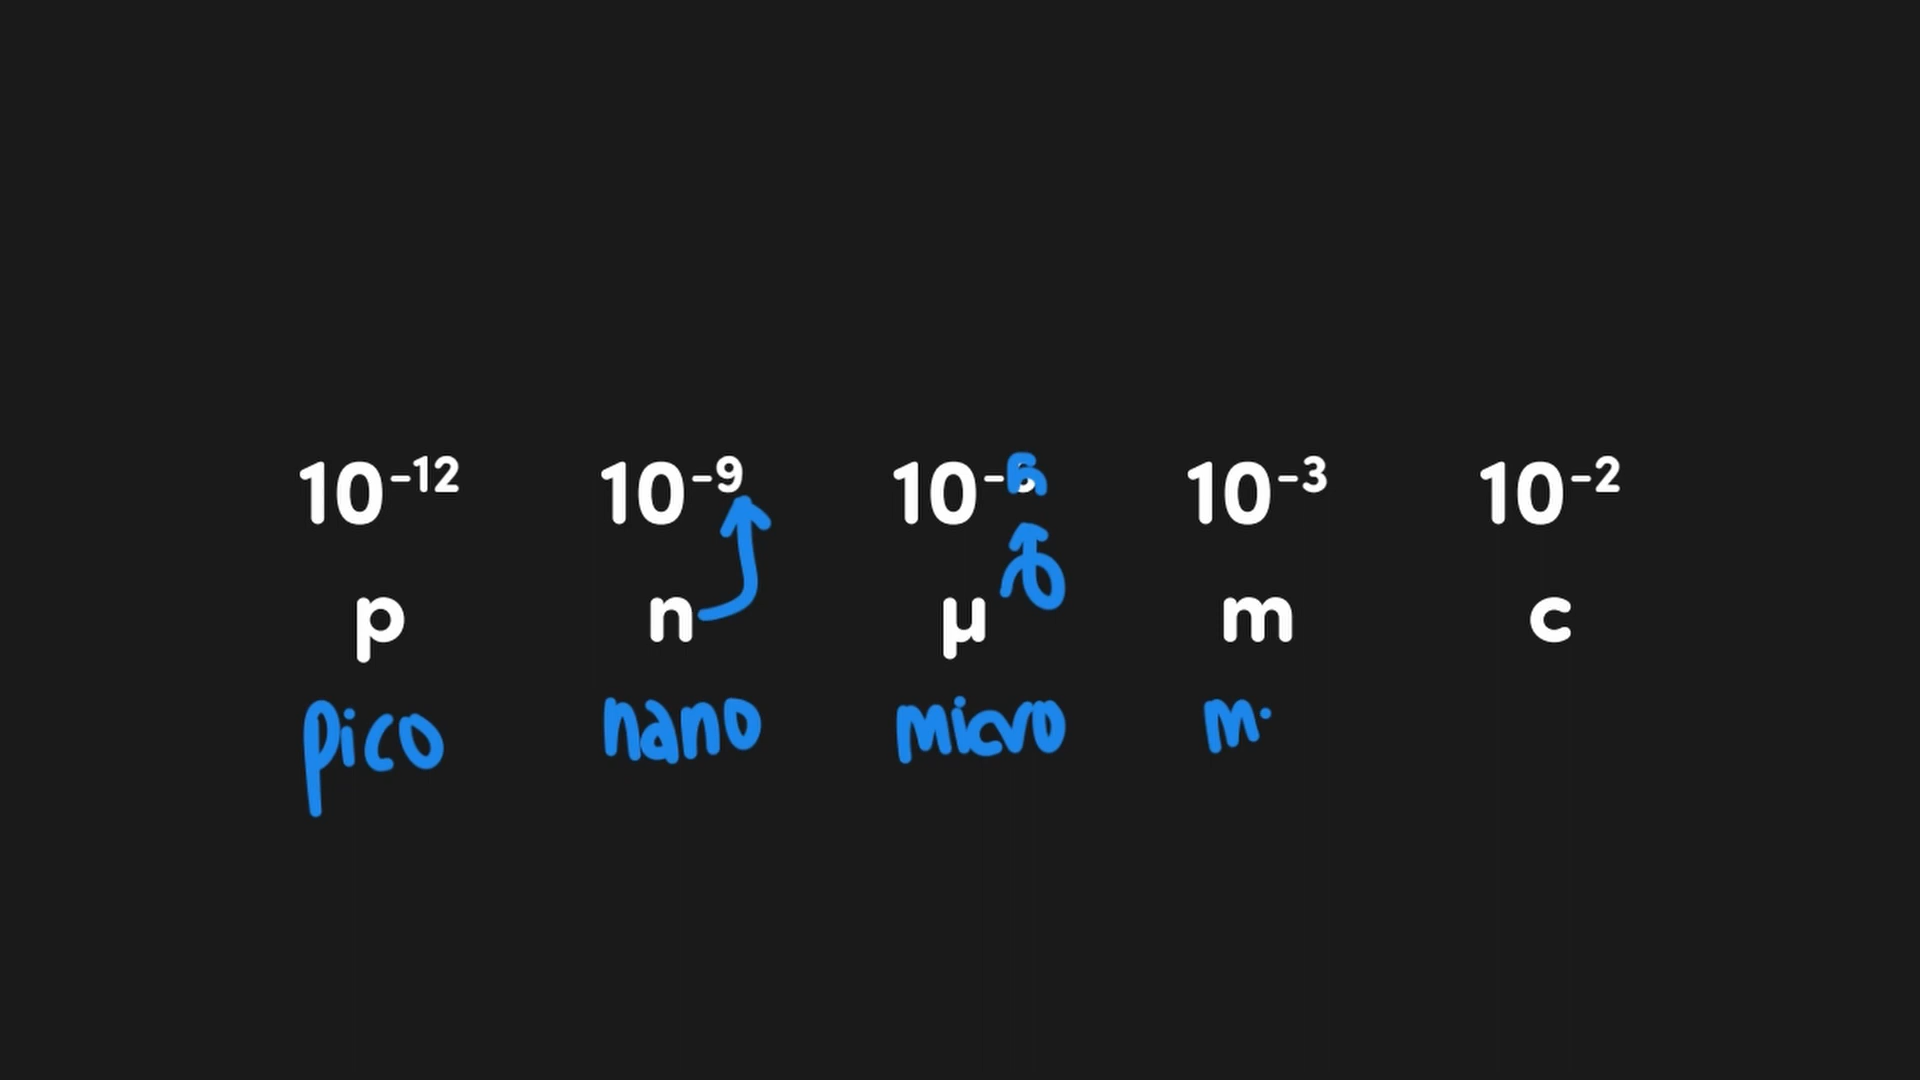 10⁻¹² 10⁻⁹ 10⁻⁶ 10⁻³ 10⁻²
p n μ m c
pico nano micro m